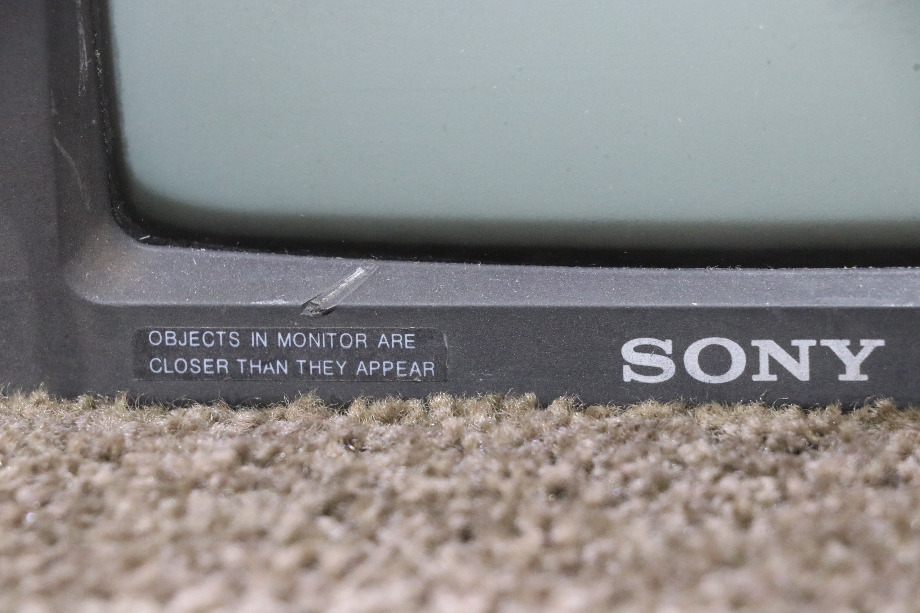 OBJECTS IN MONITOR ARE
CLOSER THAN THEY APPEAR
SONY